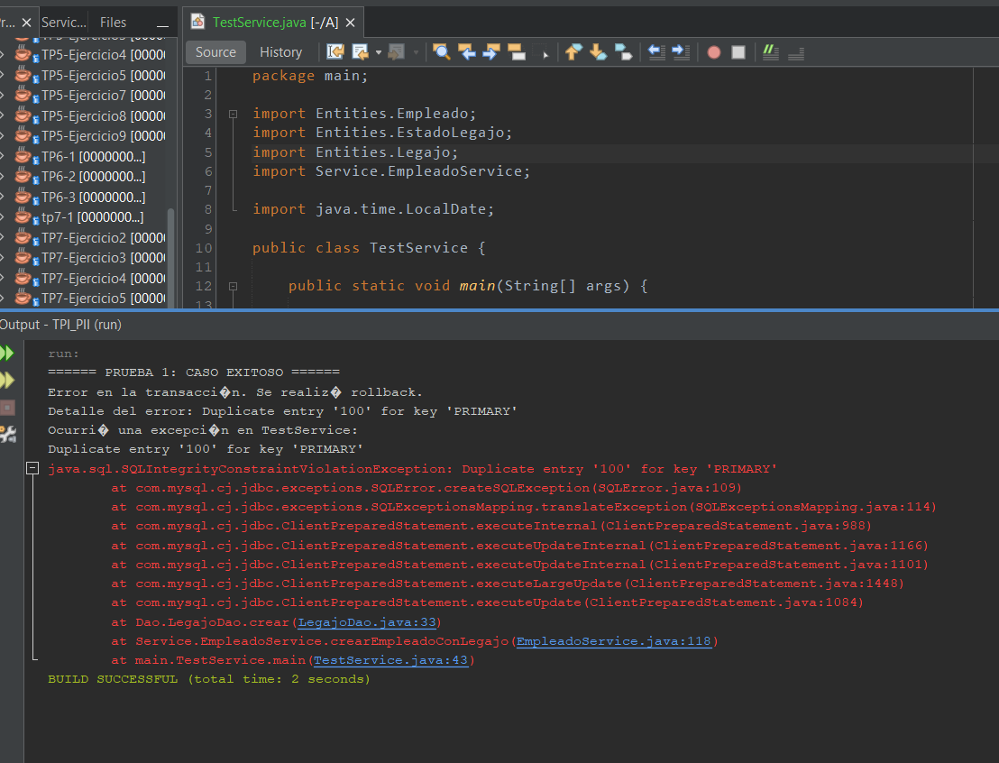 r... × Servic... Files
TestService.java [-/A] ×
TP5-Ejercicio4 [0000
TP5-Ejercicio5 [0000
TP5-Ejercicio7 [0000
TP5-Ejercicio8 [0000
TP5-Ejercicio9 [0000
TP6-1 [0000000...]
TP6-2 [0000000...]
TP6-3 [0000000...]
tp7-1 [0000000...]
TP7-Ejercicio2 [0000
TP7-Ejercicio3 [0000
TP7-Ejercicio4 [0000
TP7-Ejercicio5 [0000
Source History
1 package main;
2
3 import Entities.Empleado;
4 import Entities.EstadoLegajo;
5 import Entities.Legajo;
6 import Service.EmpleadoService;
7
8 import java.time.LocalDate;
9
10 public class TestService {
11
12 public static void main(String[] args) {
13
Output - TPI_PII (run)
run:
====== PRUEBA 1: CASO EXITOSO ======
Error en la transacci�n. Se realiz� rollback.
Detalle del error: Duplicate entry '100' for key 'PRIMARY'
Ocurri� una excepci�n en TestService:
Duplicate entry '100' for key 'PRIMARY'
java.sql.SQLIntegrityConstraintViolationException: Duplicate entry '100' for key 'PRIMARY'
at com.mysql.cj.jdbc.exceptions.SQLError.createSQLException(SQLError.java:109)
at com.mysql.cj.jdbc.exceptions.SQLExceptionsMapping.translateException(SQLExceptionsMapping.java:114)
at com.mysql.cj.jdbc.ClientPreparedStatement.executeInternal(ClientPreparedStatement.java:988)
at com.mysql.cj.jdbc.ClientPreparedStatement.executeUpdateInternal(ClientPreparedStatement.java:1166)
at com.mysql.cj.jdbc.ClientPreparedStatement.executeUpdateInternal(ClientPreparedStatement.java:1101)
at com.mysql.cj.jdbc.ClientPreparedStatement.executeLargeUpdate(ClientPreparedStatement.java:1448)
at com.mysql.cj.jdbc.ClientPreparedStatement.executeUpdate(ClientPreparedStatement.java:1084)
at Dao.LegajoDao.crear(LegajoDao.java:33)
at Service.EmpleadoService.crearEmpleadoConLegajo(EmpleadoService.java:118)
at main.TestService.main(TestService.java:43)
BUILD SUCCESSFUL (total time: 2 seconds)